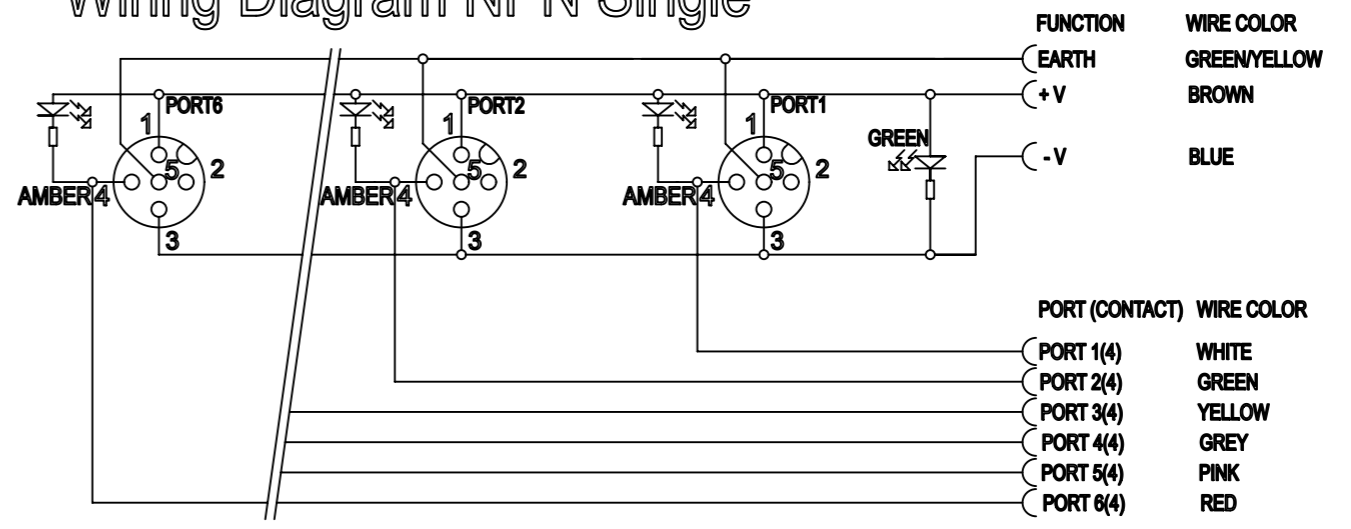 Wiring Diagram NPN Single
FUNCTION WIRE COLOR
EARTH GREEN/YELLOW
+ V BROWN
- V BLUE
PORT6 PORT2 PORT1
1 1 1 GREEN
5 2 5 2 5 2
AMBER 4 AMBER 4 AMBER 4
3 3 3
PORT (CONTACT) WIRE COLOR
PORT 1(4) WHITE
PORT 2(4) GREEN
PORT 3(4) YELLOW
PORT 4(4) GREY
PORT 5(4) PINK
PORT 6(4) RED